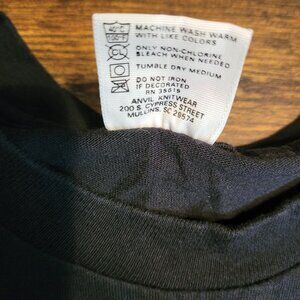 MACHINE WASH WARM
WITH LIKE COLORS
ONLY NON-CHLORINE
BLEACH WHEN NEEDED
TUMBLE DRY MEDIUM
DO NOT IRON
IF DECORATED
RN 35519
ANVIL KNITWEAR
200 S. CYPRESS STREET
MULLINS, SC 29574